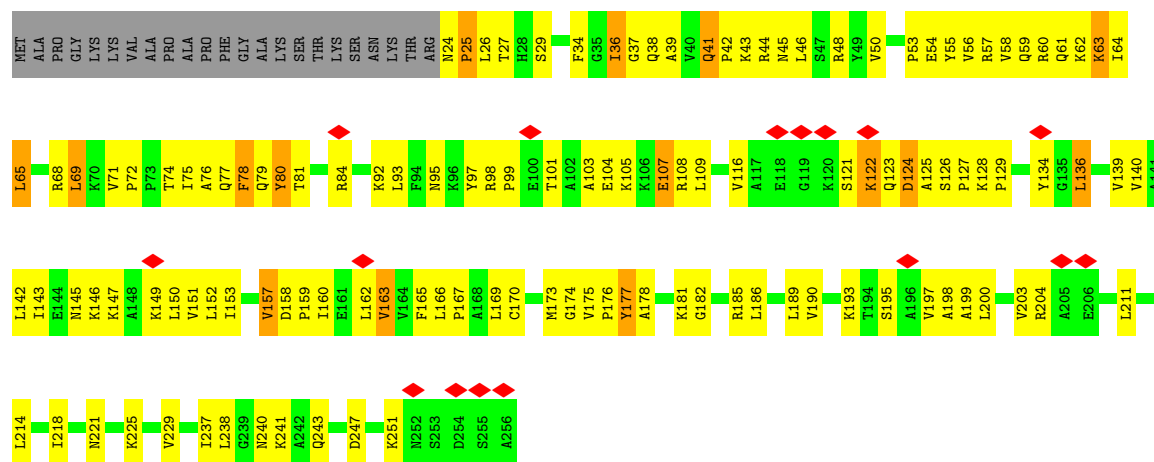 MET ALA PRO GLY LYS LYS VAL ALA PRO ALA PRO PHE GLY ALA LYS SER THR LYS SER ASN LYS THR ARG N24 P25 L26 T27 H28 S29 F34 G35 I36 G37 Q38 A39 V40 Q41 P42 K43 R44 N45 L46 S47 R48 Y49 V50 P53 E54 Y55 V56 R57 V58 Q59 R60 Q61 K62 K63 I64
L65 R68 L69 K70 V71 P72 P73 T74 I75 A76 Q77 F78 Q79 Y80 T81 R84 K92 L93 F94 N95 K96 Y97 R98 P99 E100 T101 A102 A103 E104 K105 K106 E107 R108 L109 V116 A117 E118 G119 K120 S121 K122 Q123 D124 A125 S126 P127 K128 P129 Y134 G135 L136 V139 V140 A141
L142 I143 E144 N145 K146 K147 A148 K149 L150 V151 L152 I153 V157 D158 P159 I160 E161 L162 V163 V164 F165 L166 P167 A168 L169 C170 M173 G174 V175 P176 Y177 A178 K181 G182 R185 L186 L189 V190 K193 T194 S195 A196 V197 A198 A199 L200 V203 R204 A205 E206 L211
L214 I218 N221 K225 V229 I237 L238 G239 N240 K241 A242 Q243 D247 K251 N252 S253 D254 S255 A256